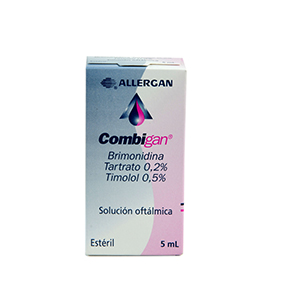 ALLERGAN
Combigan®
Brimonidina
Tartrato 0,2%
Timolol 0,5%
Solución oftálmica
Estéril 5 mL